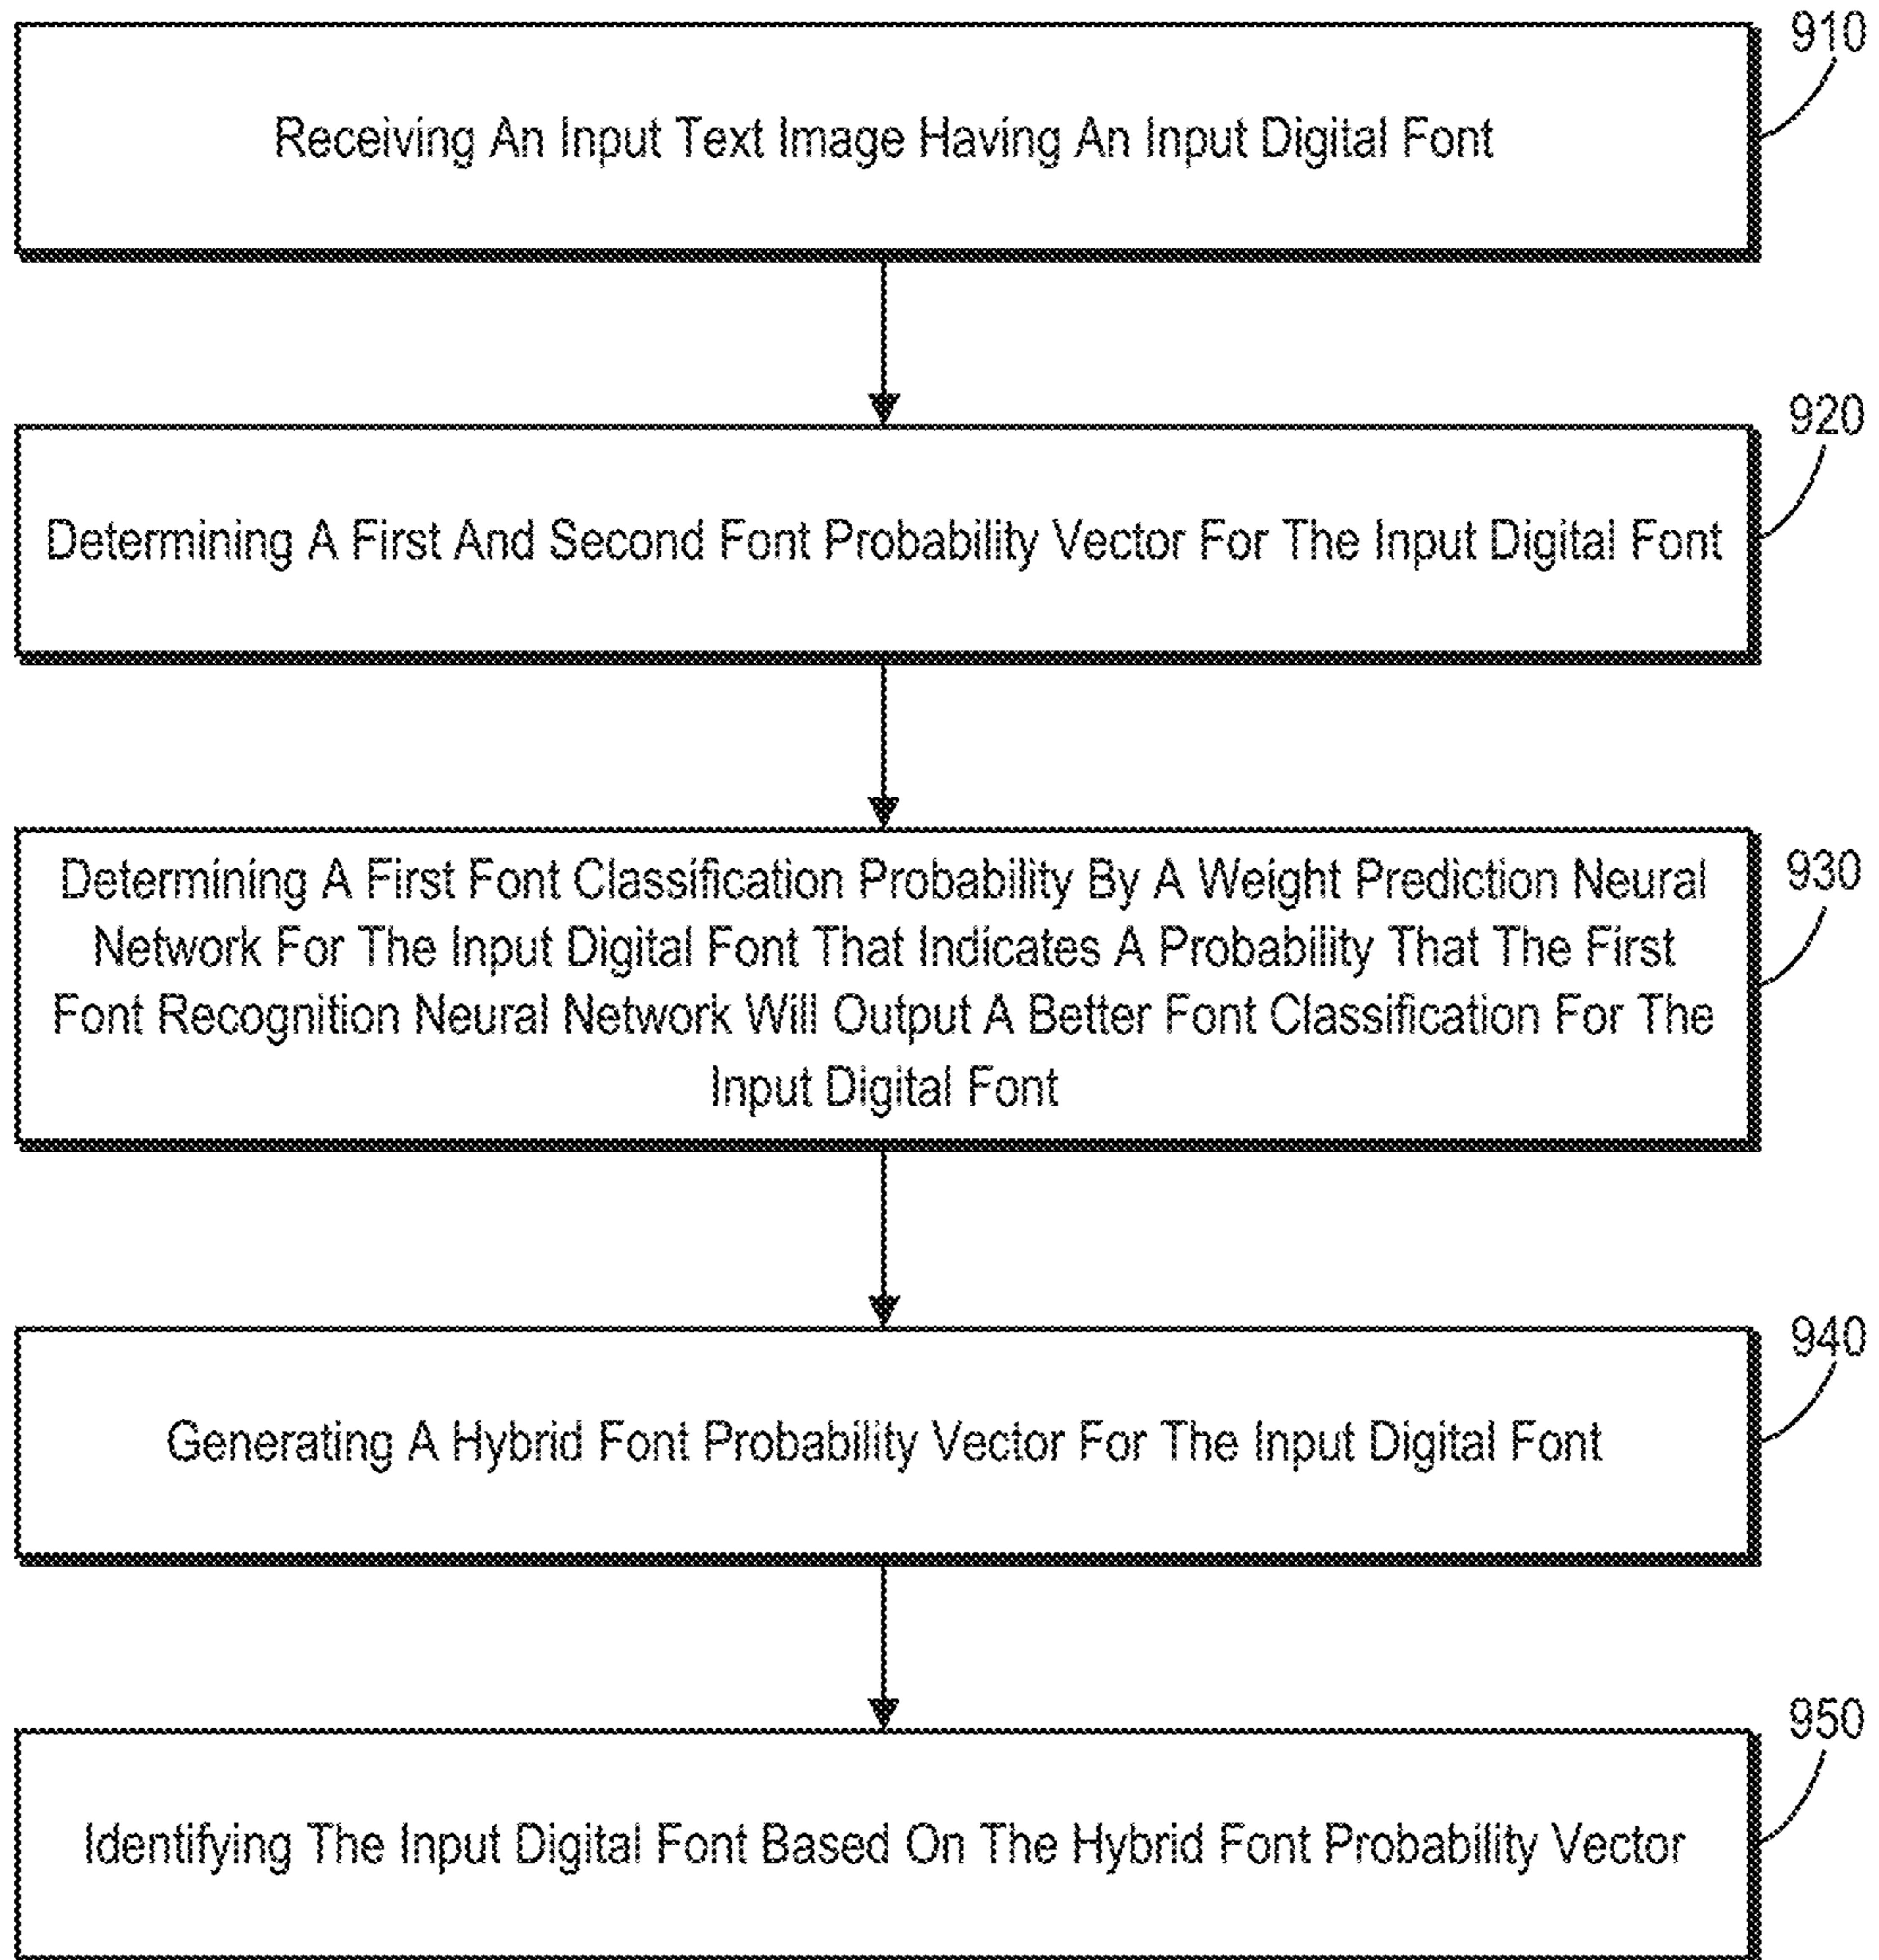 910
Receiving An Input Text Image Having An Input Digital Font
920
Determining A First And Second Font Probability Vector For The Input Digital Font
930
Determining A First Font Classification Probability By A Weight Prediction Neural
Network For The Input Digital Font That Indicates A Probability That The First
Font Recognition Neural Network Will Output A Better Font Classification For The
Input Digital Font
940
Generating A Hybrid Font Probability Vector For The Input Digital Font
950
Identifying The Input Digital Font Based On The Hybrid Font Probability Vector